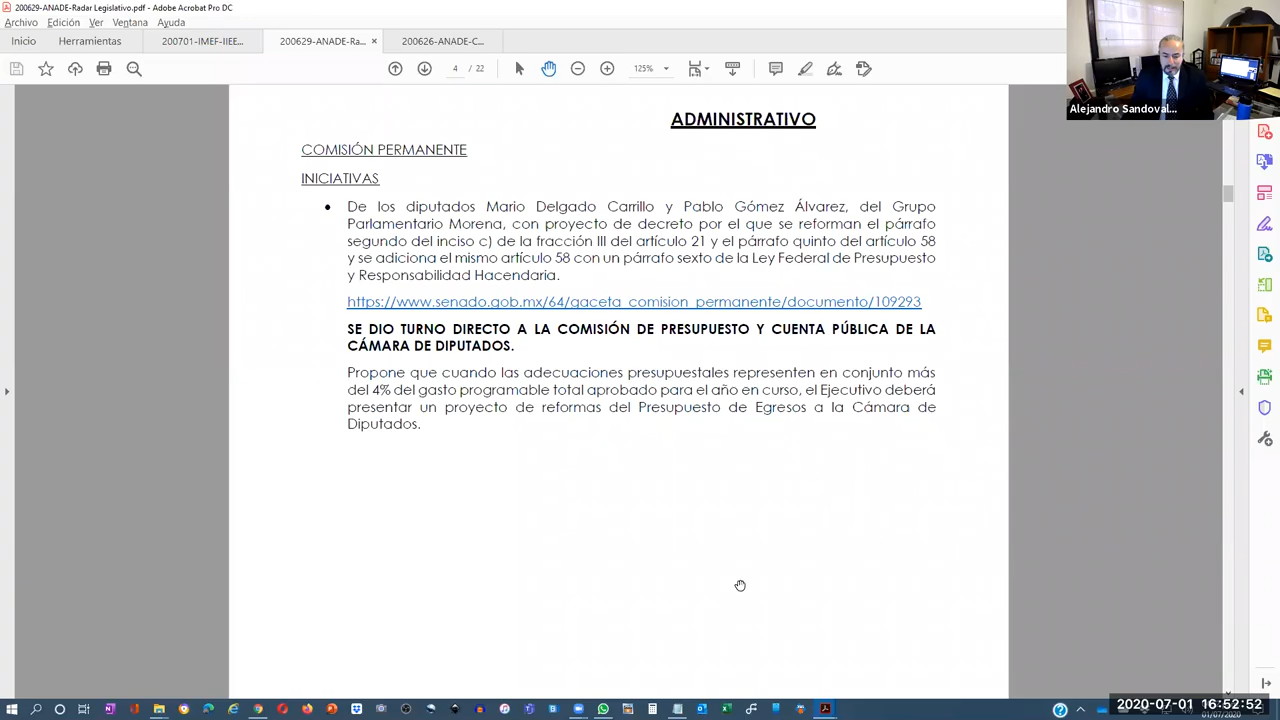 200629-ANADE-Radar Legislativo.pdf - Adobe Acrobat Pro DC
Archivo Edición Ver Ventana Ayuda
Inicio Herramientas 200701-IMEF-IIEE... 200629-ANADE-Ra... × 200626-ANADE-C...
4 / 22 125%
Alejandro Sandoval...
ADMINISTRATIVO
COMISIÓN PERMANENTE
INICIATIVAS
• De los diputados Mario Delgado Carrillo y Pablo Gómez Álvarez, del Grupo
Parlamentario Morena, con proyecto de decreto por el que se reforman el párrafo
segundo del inciso c) de la fracción III del artículo 21 y el párrafo quinto del artículo 58
y se adiciona el mismo artículo 58 con un párrafo sexto de la Ley Federal de Presupuesto
y Responsabilidad Hacendaria.
https://www.senado.gob.mx/64/gaceta_comision_permanente/documento/109293
SE DIO TURNO DIRECTO A LA COMISIÓN DE PRESUPUESTO Y CUENTA PÚBLICA DE LA
CÁMARA DE DIPUTADOS.
Propone que cuando las adecuaciones presupuestales representen en conjunto más
del 4% del gasto programable total aprobado para el año en curso, el Ejecutivo deberá
presentar un proyecto de reformas del Presupuesto de Egresos a la Cámara de
Diputados.
2020-07-01 16:52:52
01/07/2020